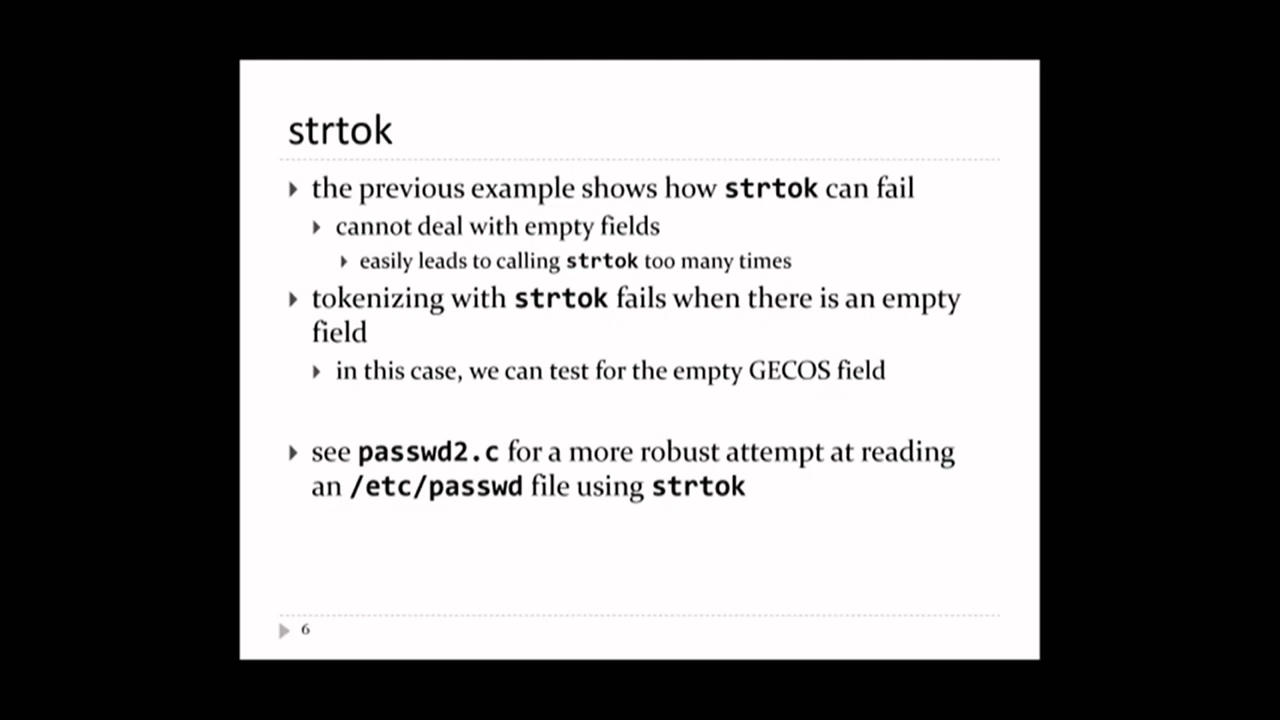 strtok
the previous example shows how strtok can fail
cannot deal with empty fields
easily leads to calling strtok too many times
tokenizing with strtok fails when there is an empty
field
in this case, we can test for the empty GECOS field
see passwd2.c for a more robust attempt at reading
an /etc/passwd file using strtok
6